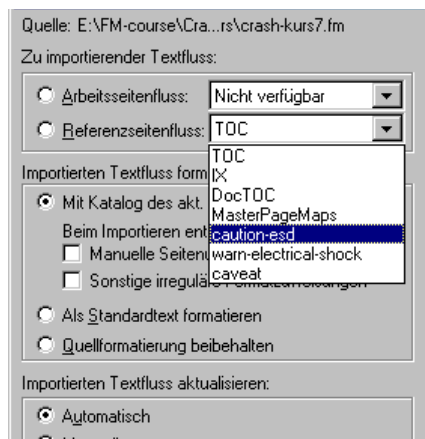 Quelle: E:\FM-course\Cra...rs\crash-kurs7.fm
Zu importierender Textfluss:
Arbeitsseitenfluss: Nicht verfügbar
Referenzseitenfluss: TOC
TOC
IX
Importierten Textfluss form
DocTOC
Mit Katalog des akt.
MasterPageMaps
Beim Importieren ent
caution-esd
Manuelle Seitenu
warn-electrical-shock
caveat
Sonstige irreguläre
Als Standardtext formatieren
Quellformatierung beibehalten
Importierten Textfluss aktualisieren:
Automatisch